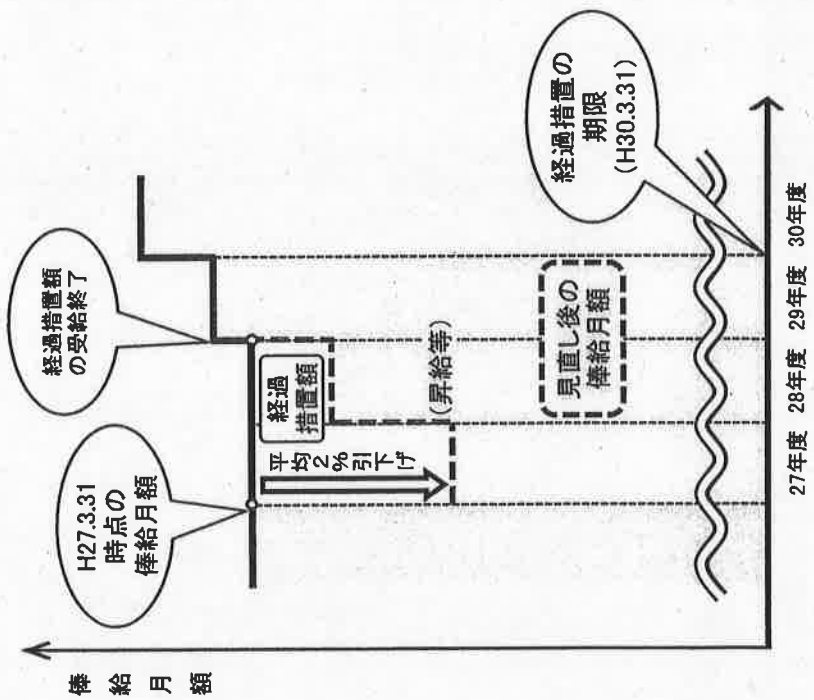 俸給月額
H27.3.31
時点の
俸給月額
経過措置額
の受給終了
経過
措置額
平均2%引下げ
(昇給等)
見直し後の
俸給月額
経過措置の
期限
(H30.3.31)
27年度 28年度 29年度 30年度